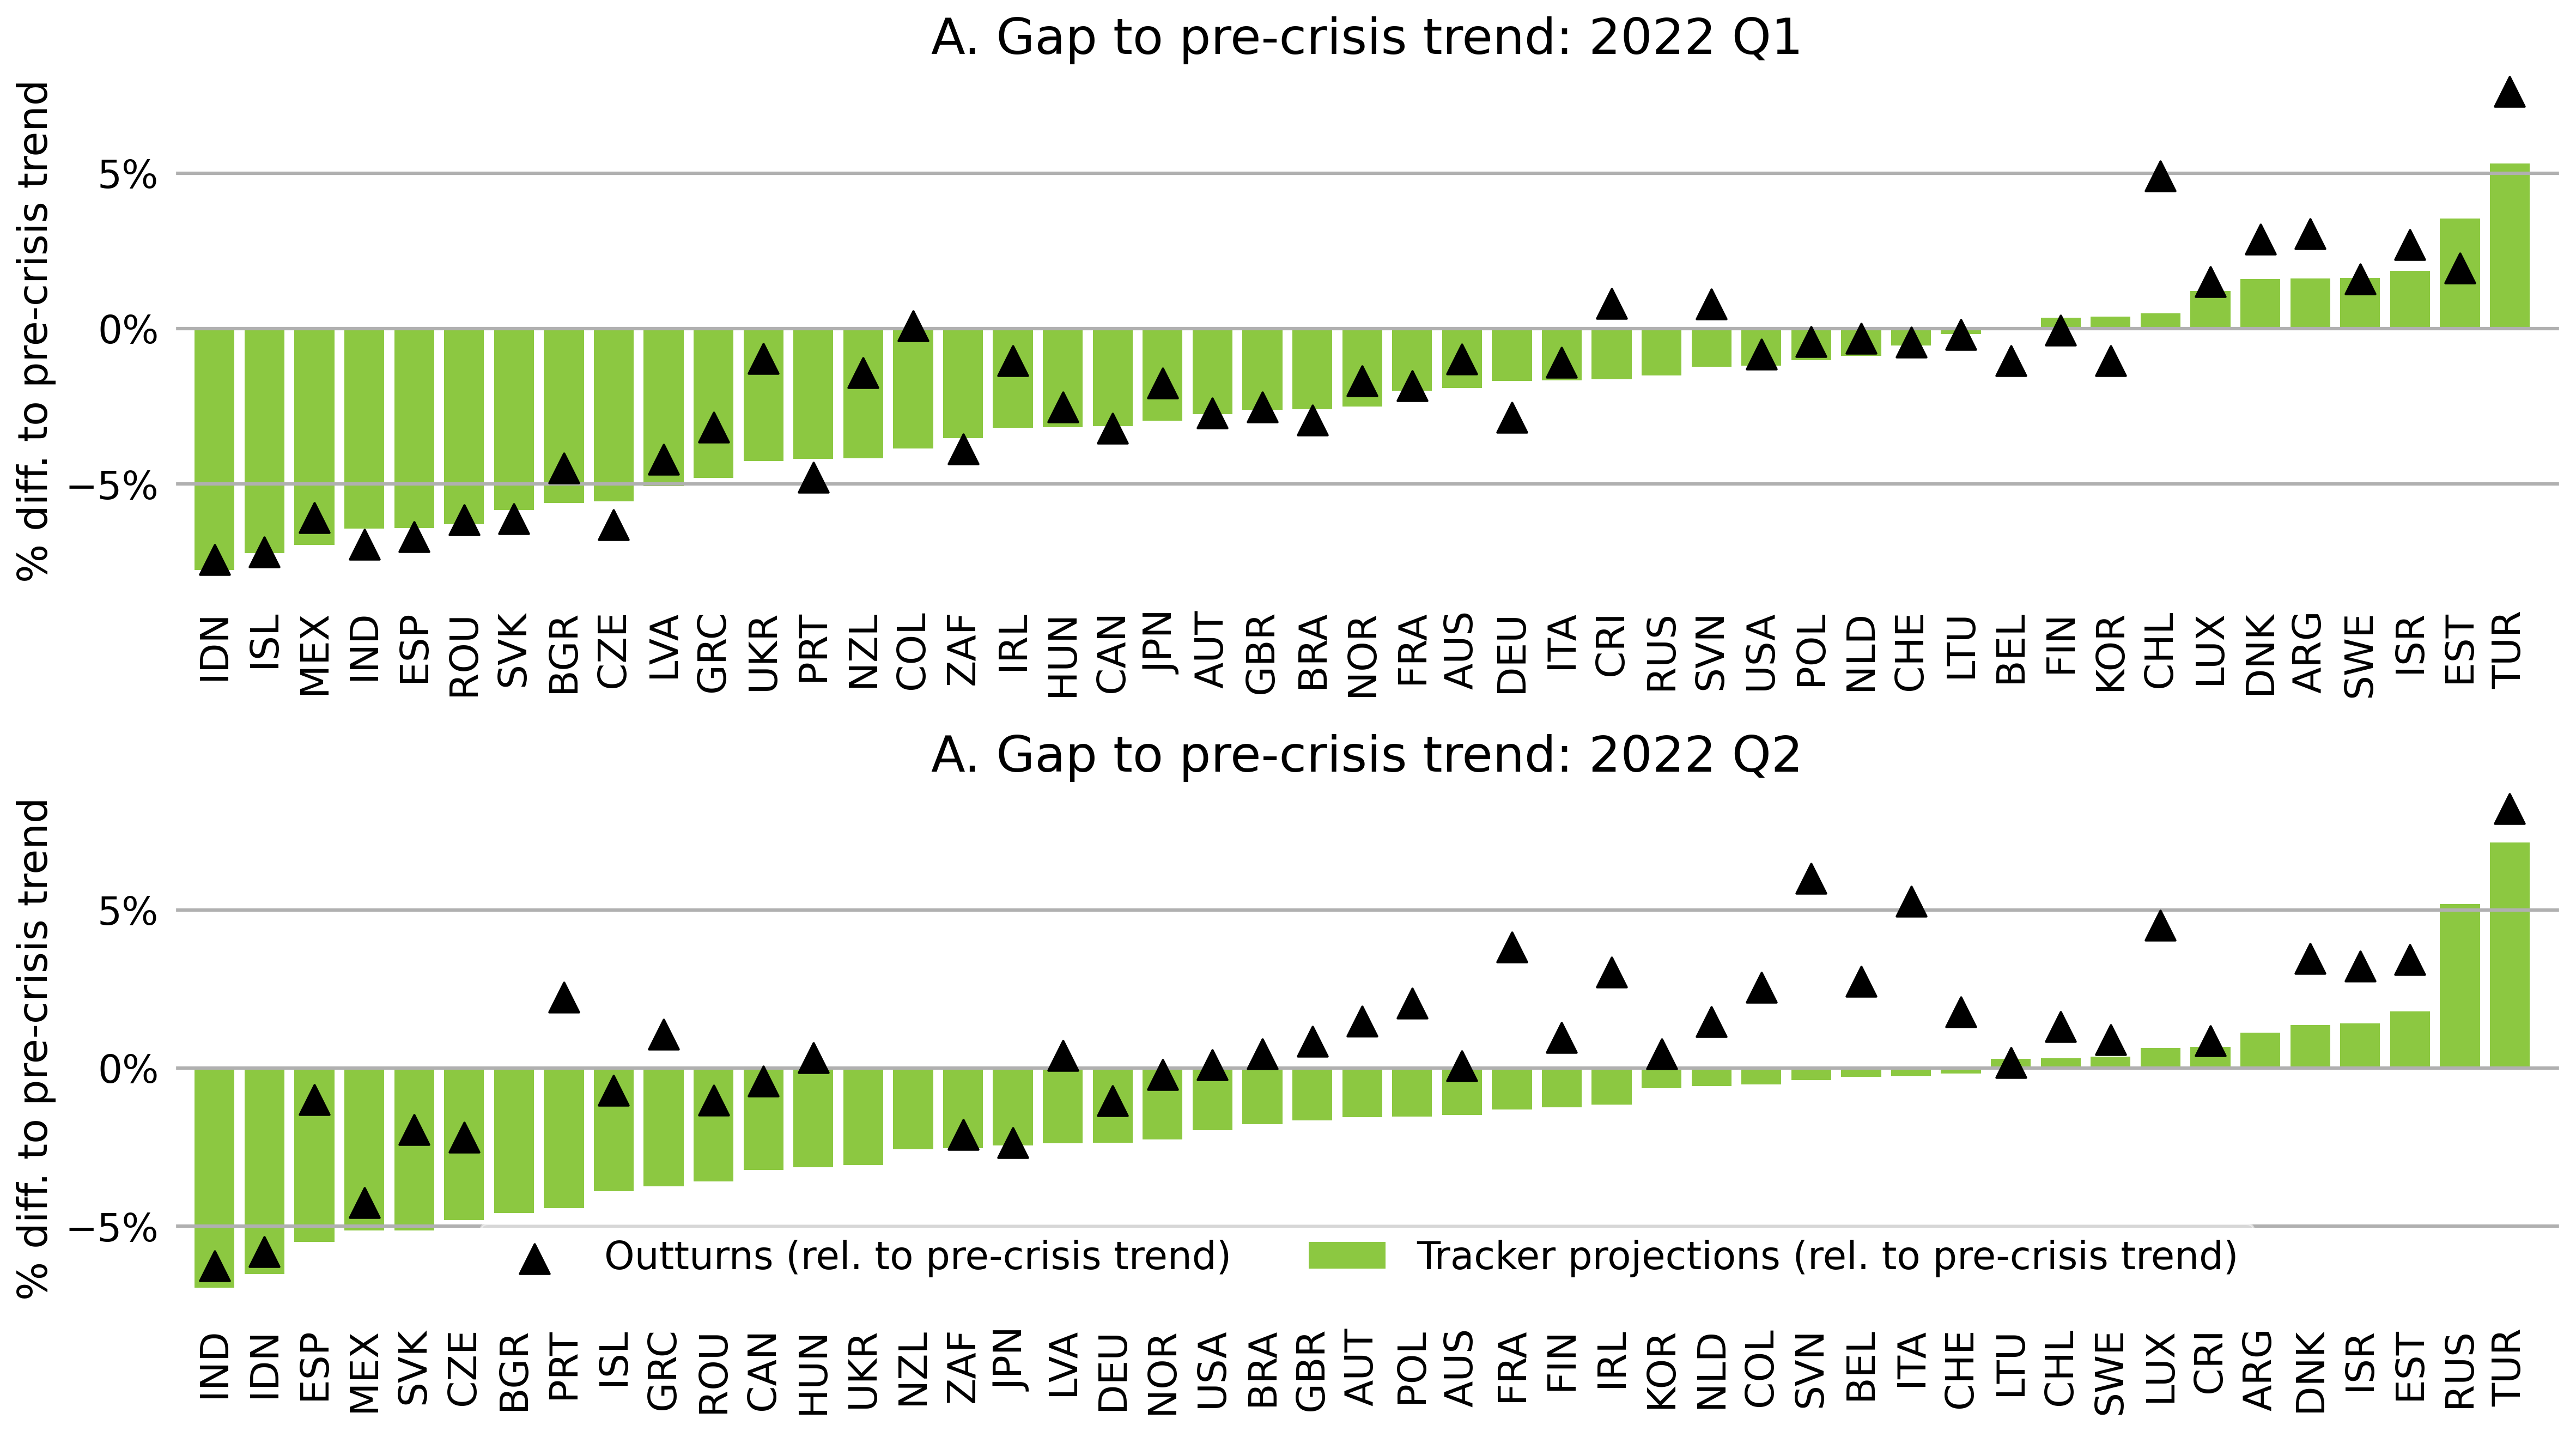 A. Gap to pre-crisis trend: 2022 Q1
% diff. to pre-crisis trend
5%
0%
−5%
IDN ISL MEX IND ESP ROU SVK BGR CZE LVA GRC UKR PRT NZL COL ZAF IRL HUN CAN JPN AUT GBR BRA NOR FRA AUS DEU ITA CRI RUS SVN USA POL NLD CHE LTU BEL FIN KOR CHL LUX DNK ARG SWE ISR EST TUR
A. Gap to pre-crisis trend: 2022 Q2
% diff. to pre-crisis trend
5%
0%
−5%
Outturns (rel. to pre-crisis trend) Tracker projections (rel. to pre-crisis trend)
IND IDN ESP MEX SVK CZE BGR PRT ISL GRC ROU CAN HUN UKR NZL ZAF JPN LVA DEU NOR USA BRA GBR AUT POL AUS FRA FIN IRL KOR NLD COL SVN BEL ITA CHE LTU CHL SWE LUX CRI ARG DNK ISR EST RUS TUR